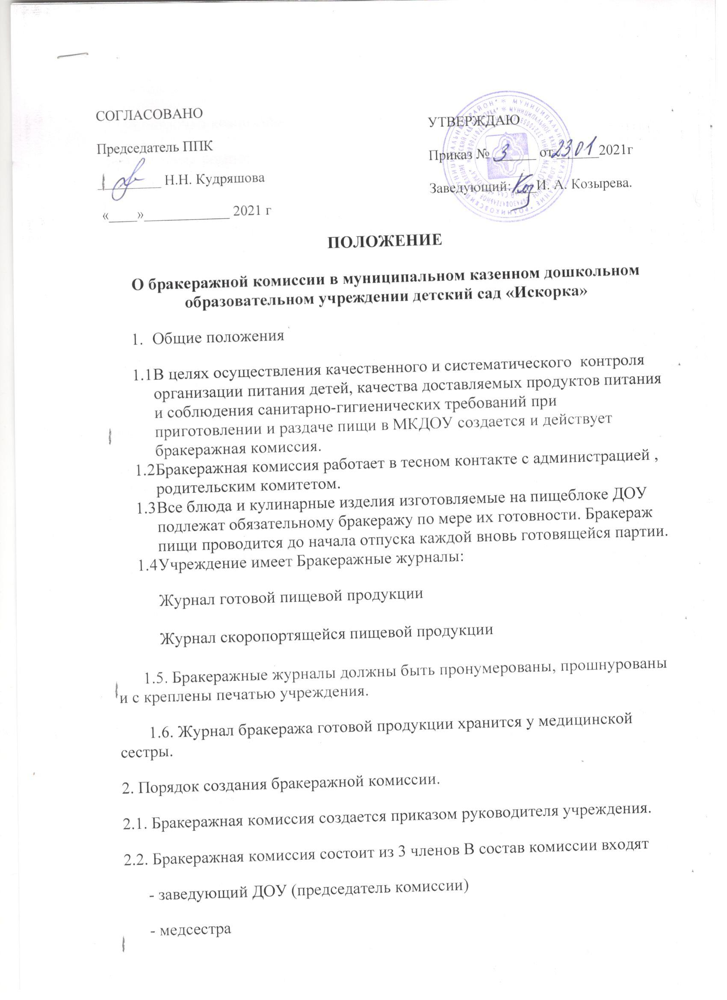 СОГЛАСОВАНО
Председатель ППК
__________ Н.Н. Кудряшова
«____»____________ 2021 г
УТВЕРЖДАЮ
Приказ № 3 от 23 01 2021г
Заведующий: ___И. А. Козырева.
ПОЛОЖЕНИЕ
О бракеражной комиссии в муниципальном казенном дошкольном
образовательном учреждении детский сад «Искорка»
1. Общие положения
1.1В целях осуществления качественного и систематического контроля
организации питания детей, качества доставляемых продуктов питания
и соблюдения санитарно-гигиенических требований при
приготовлении и раздаче пищи в МКДОУ создается и действует
бракеражная комиссия.
1.2Бракеражная комиссия работает в тесном контакте с администрацией ,
родительским комитетом.
1.3Все блюда и кулинарные изделия изготовляемые на пищеблоке ДОУ
подлежат обязательному бракеражу по мере их готовности. Бракераж
пищи проводится до начала отпуска каждой вновь готовящейся партии.
1.4Учреждение имеет Бракеражные журналы:
Журнал готовой пищевой продукции
Журнал скоропортящейся пищевой продукции
1.5. Бракеражные журналы должны быть пронумерованы, прошнурованы
и с креплены печатью учреждения.
1.6. Журнал бракеража готовой продукции хранится у медицинской
сестры.
2. Порядок создания бракеражной комиссии.
2.1. Бракеражная комиссия создается приказом руководителя учреждения.
2.2. Бракеражная комиссия состоит из 3 членов В состав комиссии входят
- заведующий ДОУ (председатель комиссии)
- медсестра